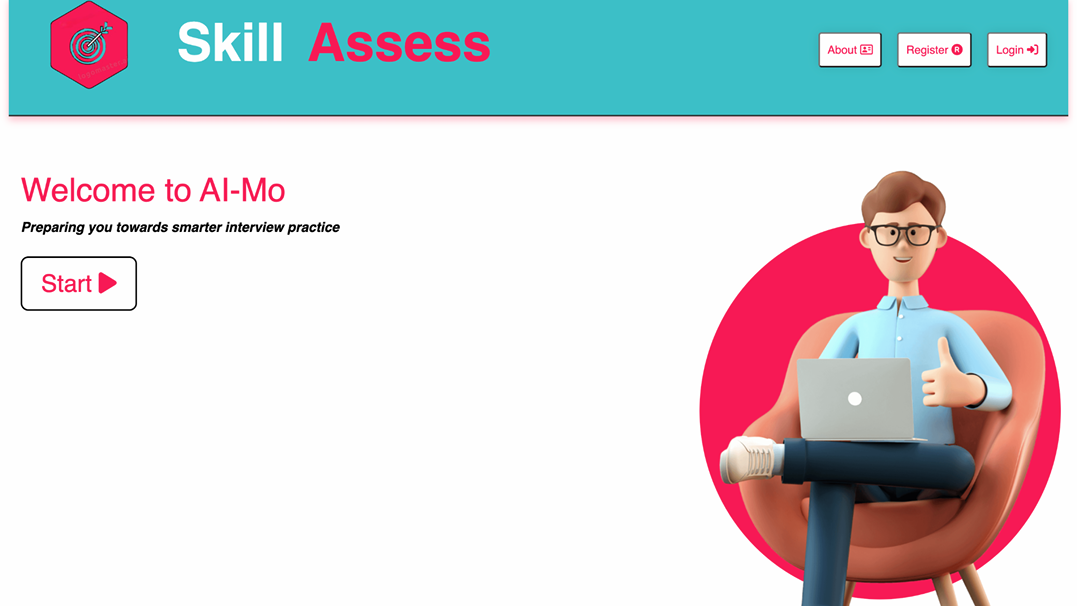 Skill Assess
About
Register
Login
Welcome to AI-Mo
Preparing you towards smarter interview practice
Start